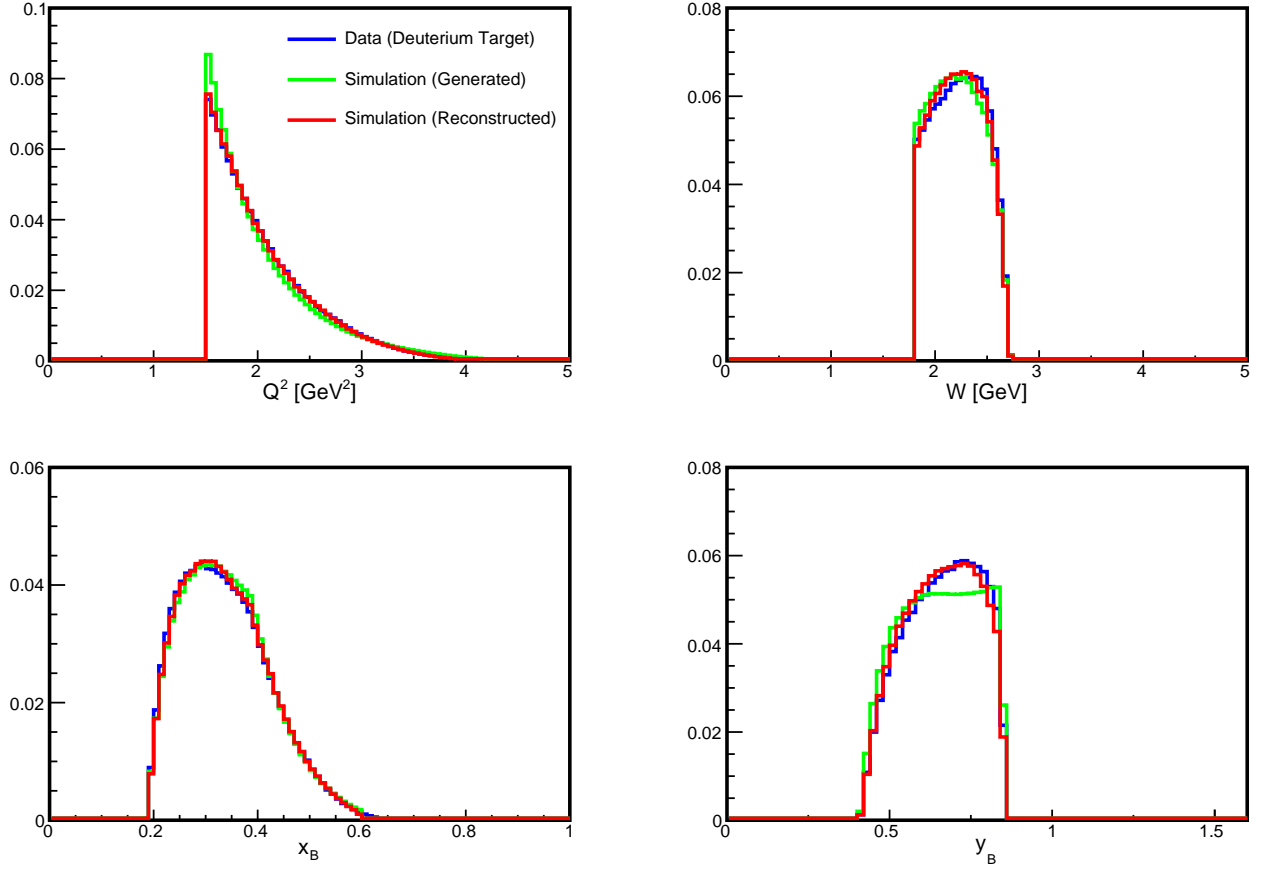 0.1
0.08
0.06
0.04
0.02
0
0 1 2 3 4 5
Q² [GeV²]
Data (Deuterium Target)
Simulation (Generated)
Simulation (Reconstructed)
0.08
0.06
0.04
0.02
0
0 1 2 3 4 5
W [GeV]
0.06
0.04
0.02
0
0 0.2 0.4 0.6 0.8 1
x_B
0.08
0.06
0.04
0.02
0
0 0.5 1 1.5
y_B